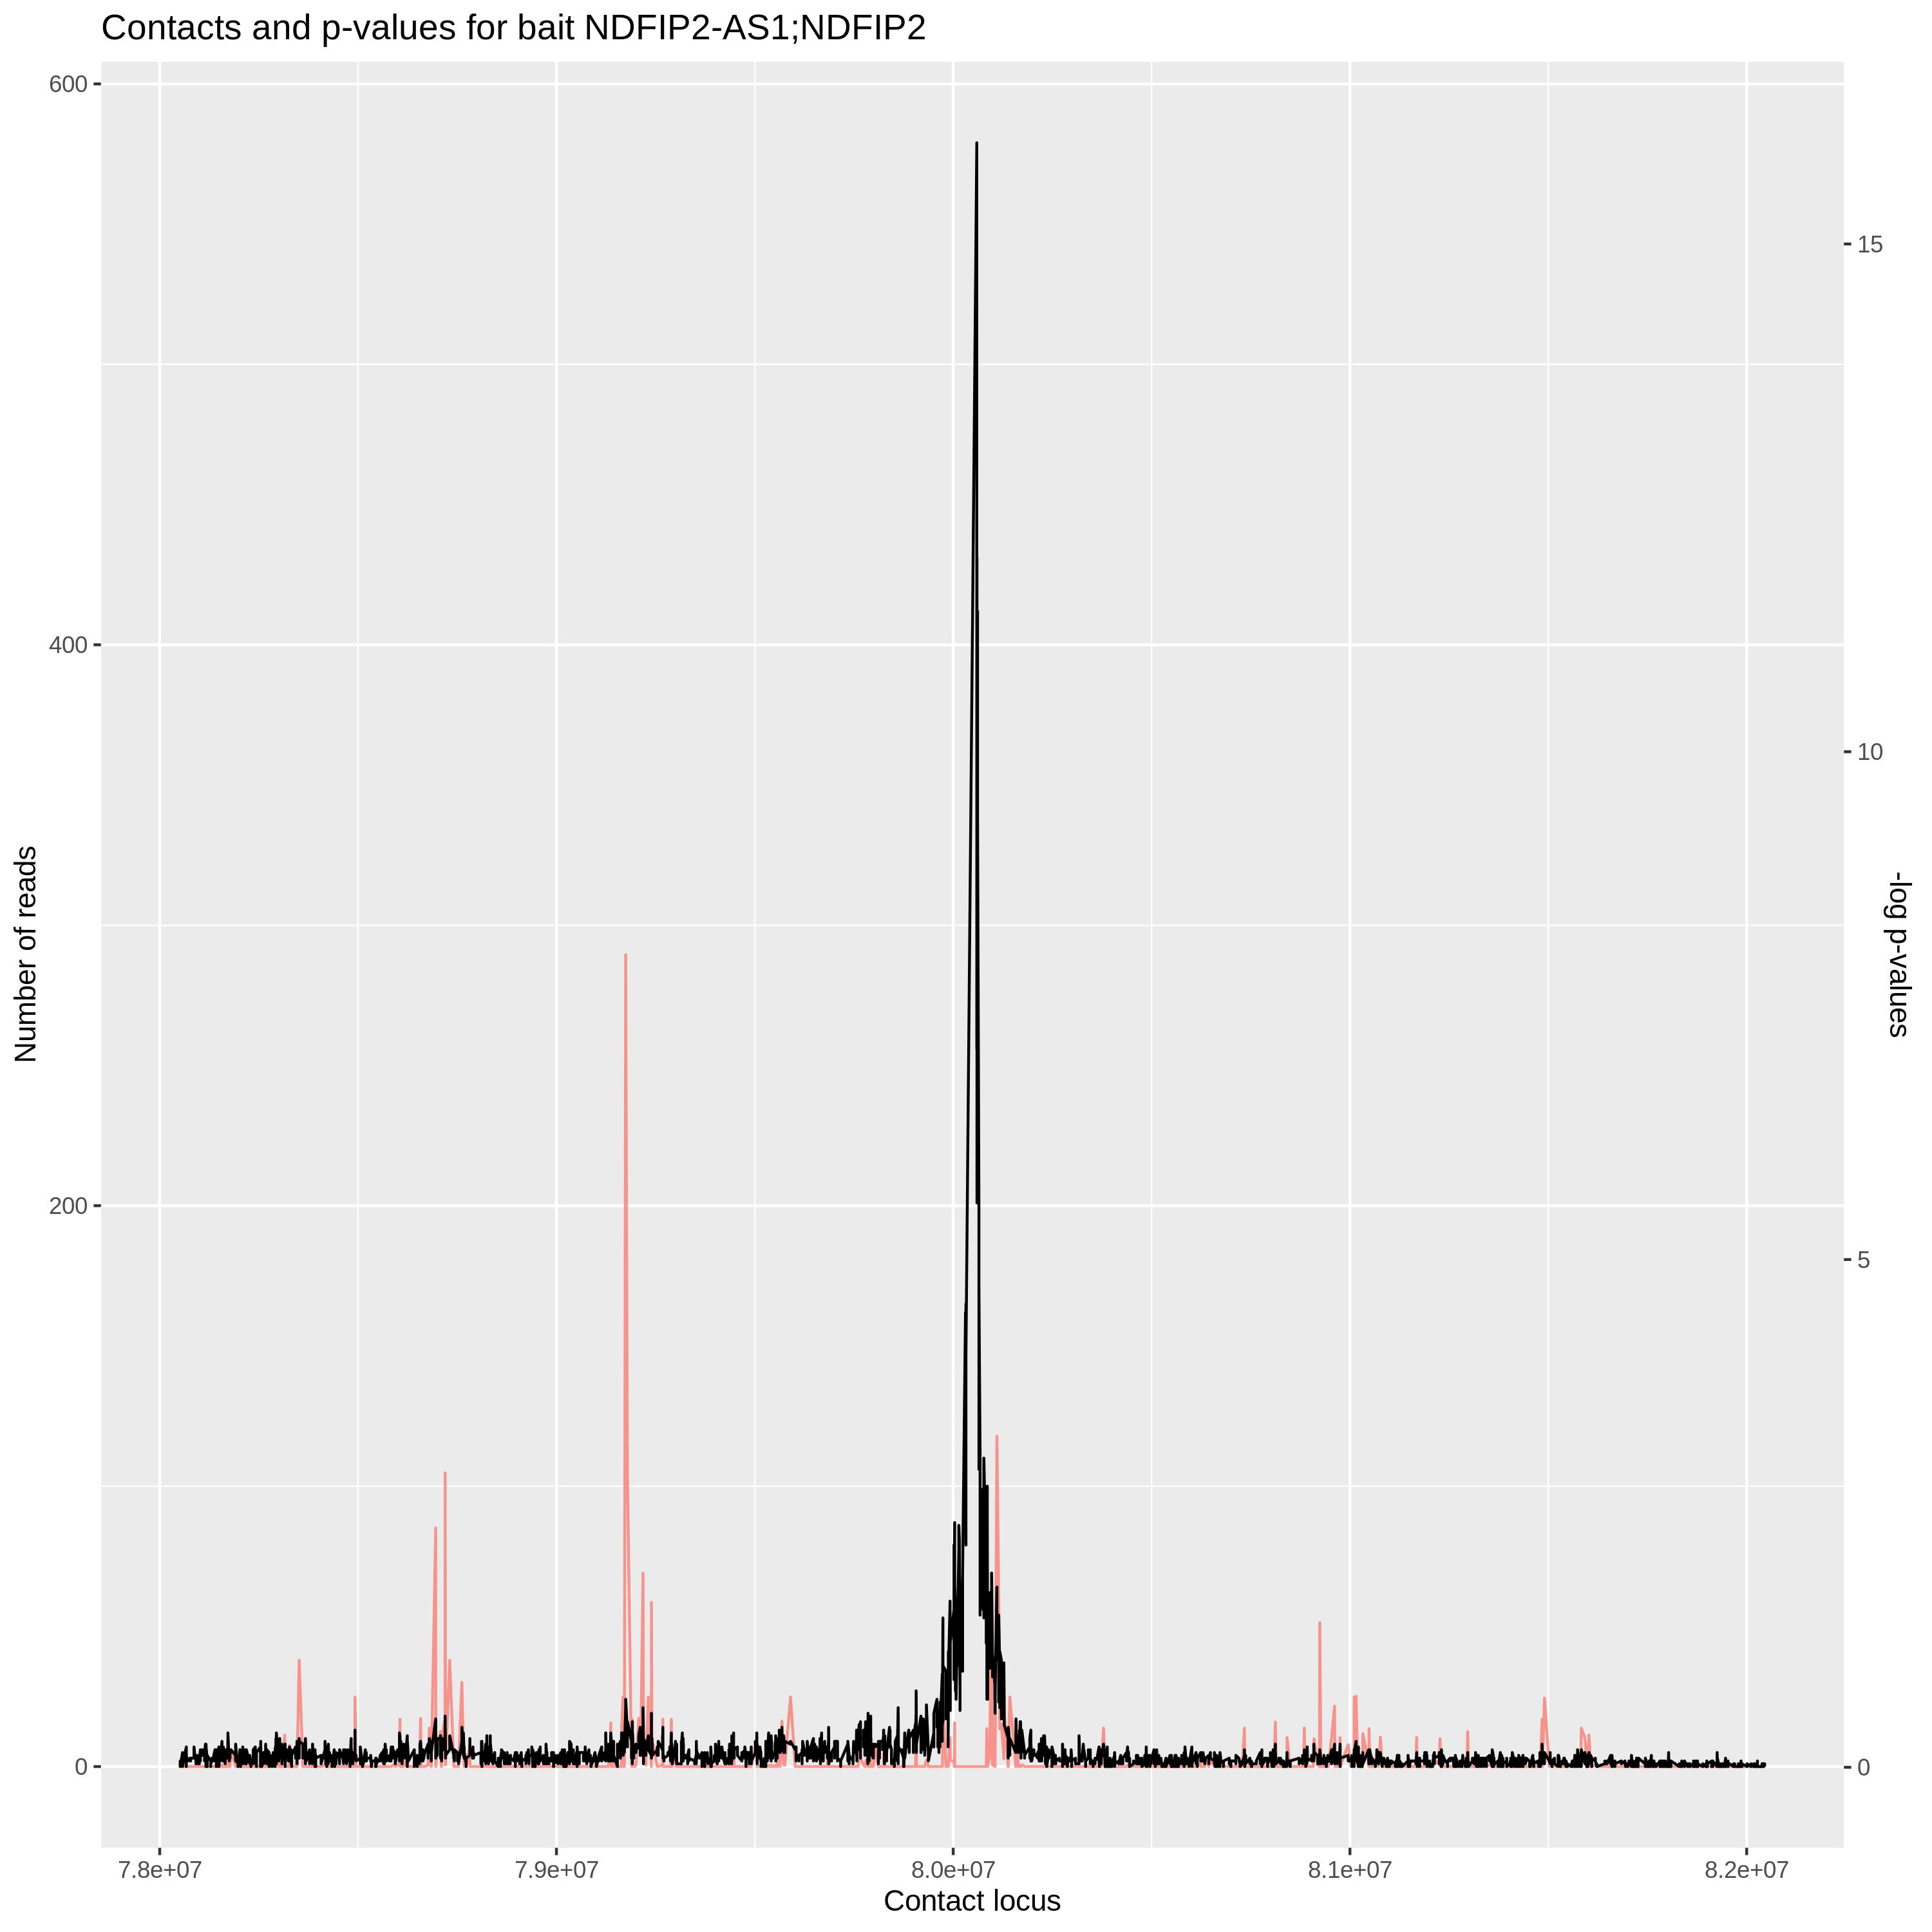 Contacts and p-values for bait NDFIP2-AS1;NDFIP2
600
400
200
0
Number of reads
15
10
5
0
-log p-values
7.8e+07
7.9e+07
8.0e+07
8.1e+07
8.2e+07
Contact locus